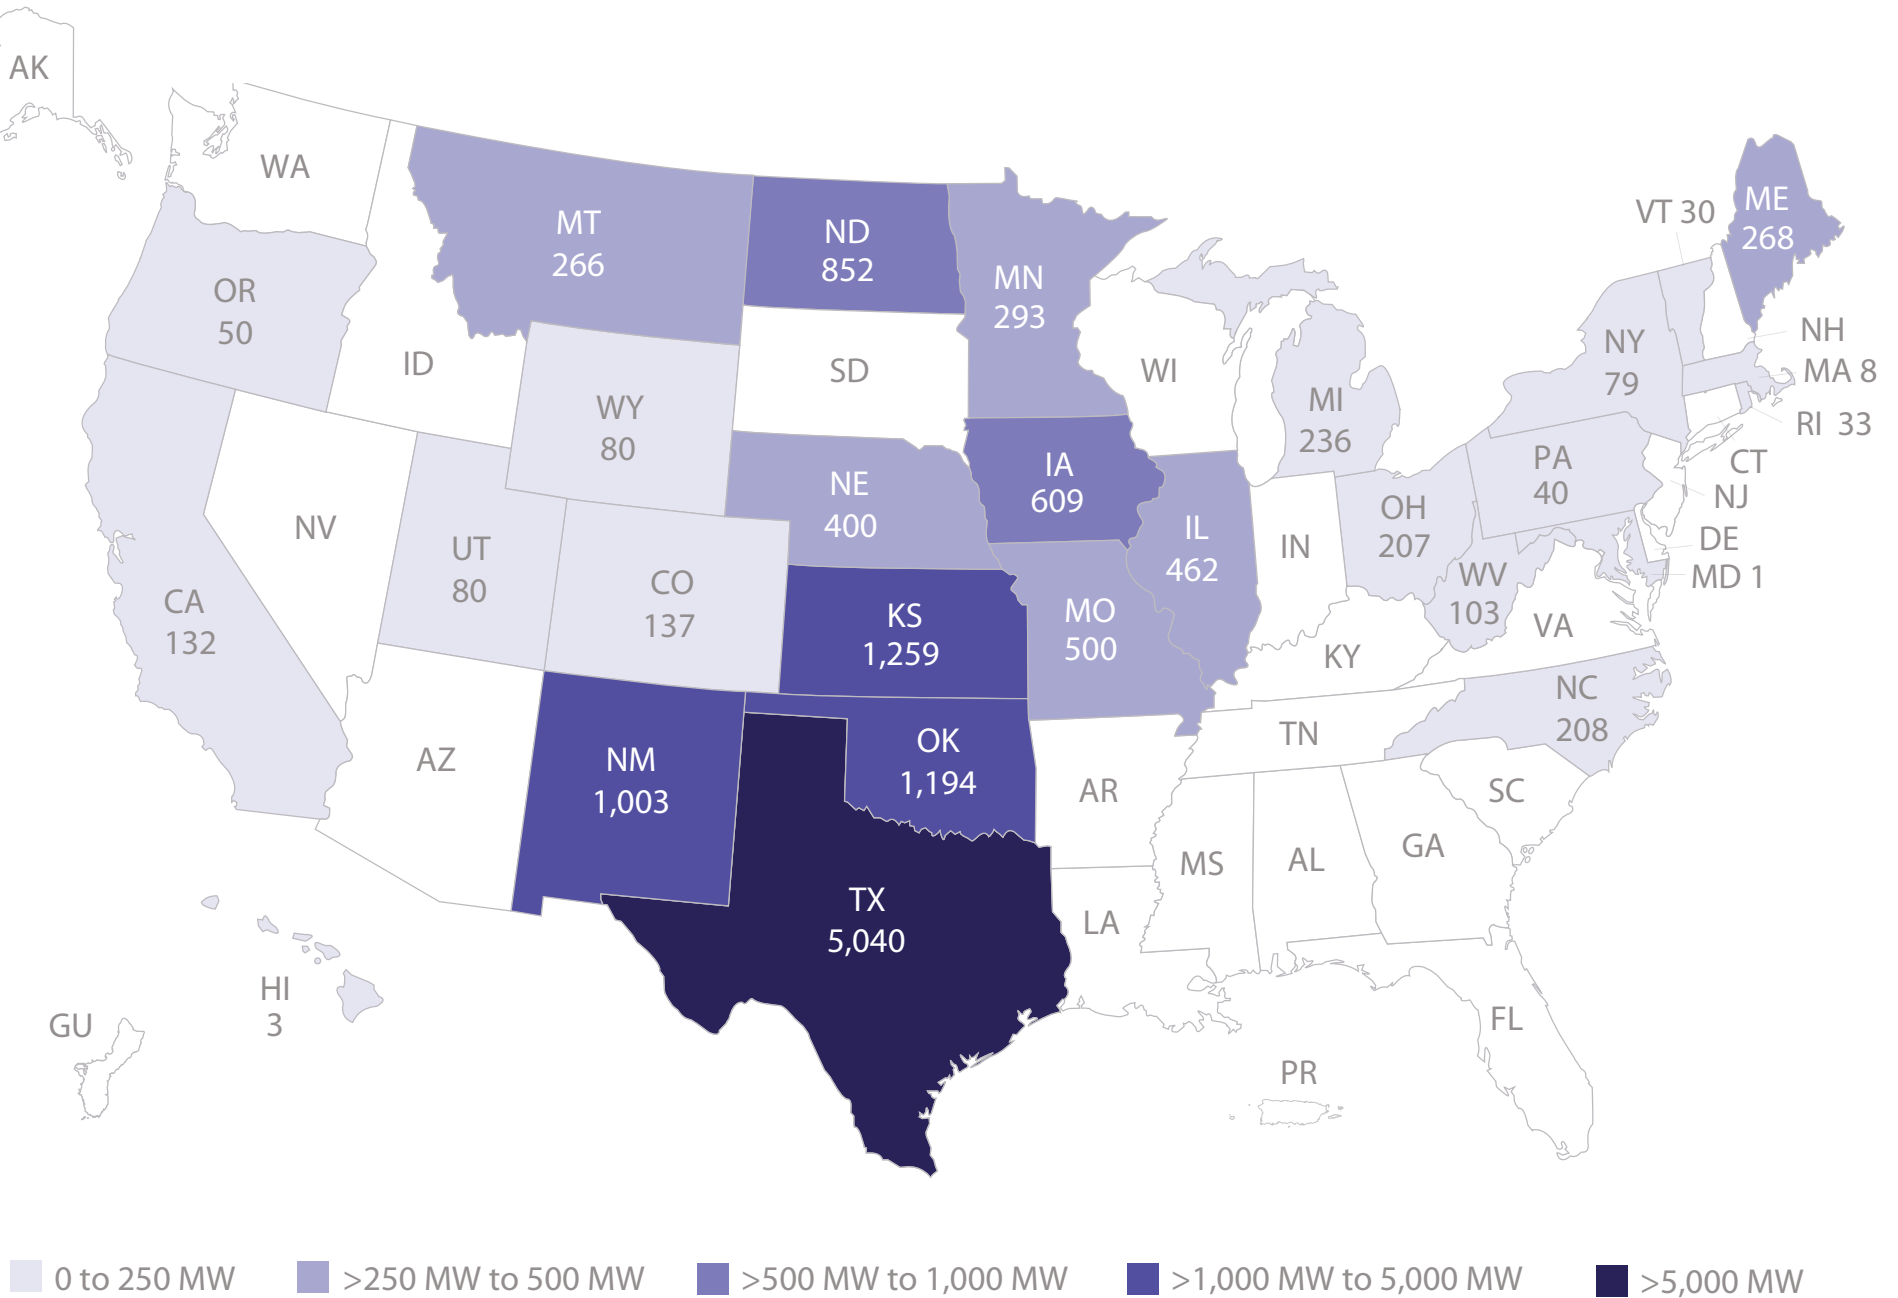 AK
WA
MT
266
ND
852
MN
293
VT 30
ME
268
OR
50
ID
WY
80
SD
WI
MI
236
NY
79
NH
MA 8
RI 33
CT
NJ
PA
40
DE
MD 1
NV
UT
80
CO
137
NE
400
IA
609
IL
462
IN
OH
207
WV
103
VA
CA
132
KS
1,259
MO
500
KY
NC
208
TN
AZ
NM
1,003
OK
1,194
AR
SC
MS
AL
GA
TX
5,040
LA
FL
HI
3
GU
PR
0 to 250 MW
>250 MW to 500 MW
>500 MW to 1,000 MW
>1,000 MW to 5,000 MW
>5,000 MW